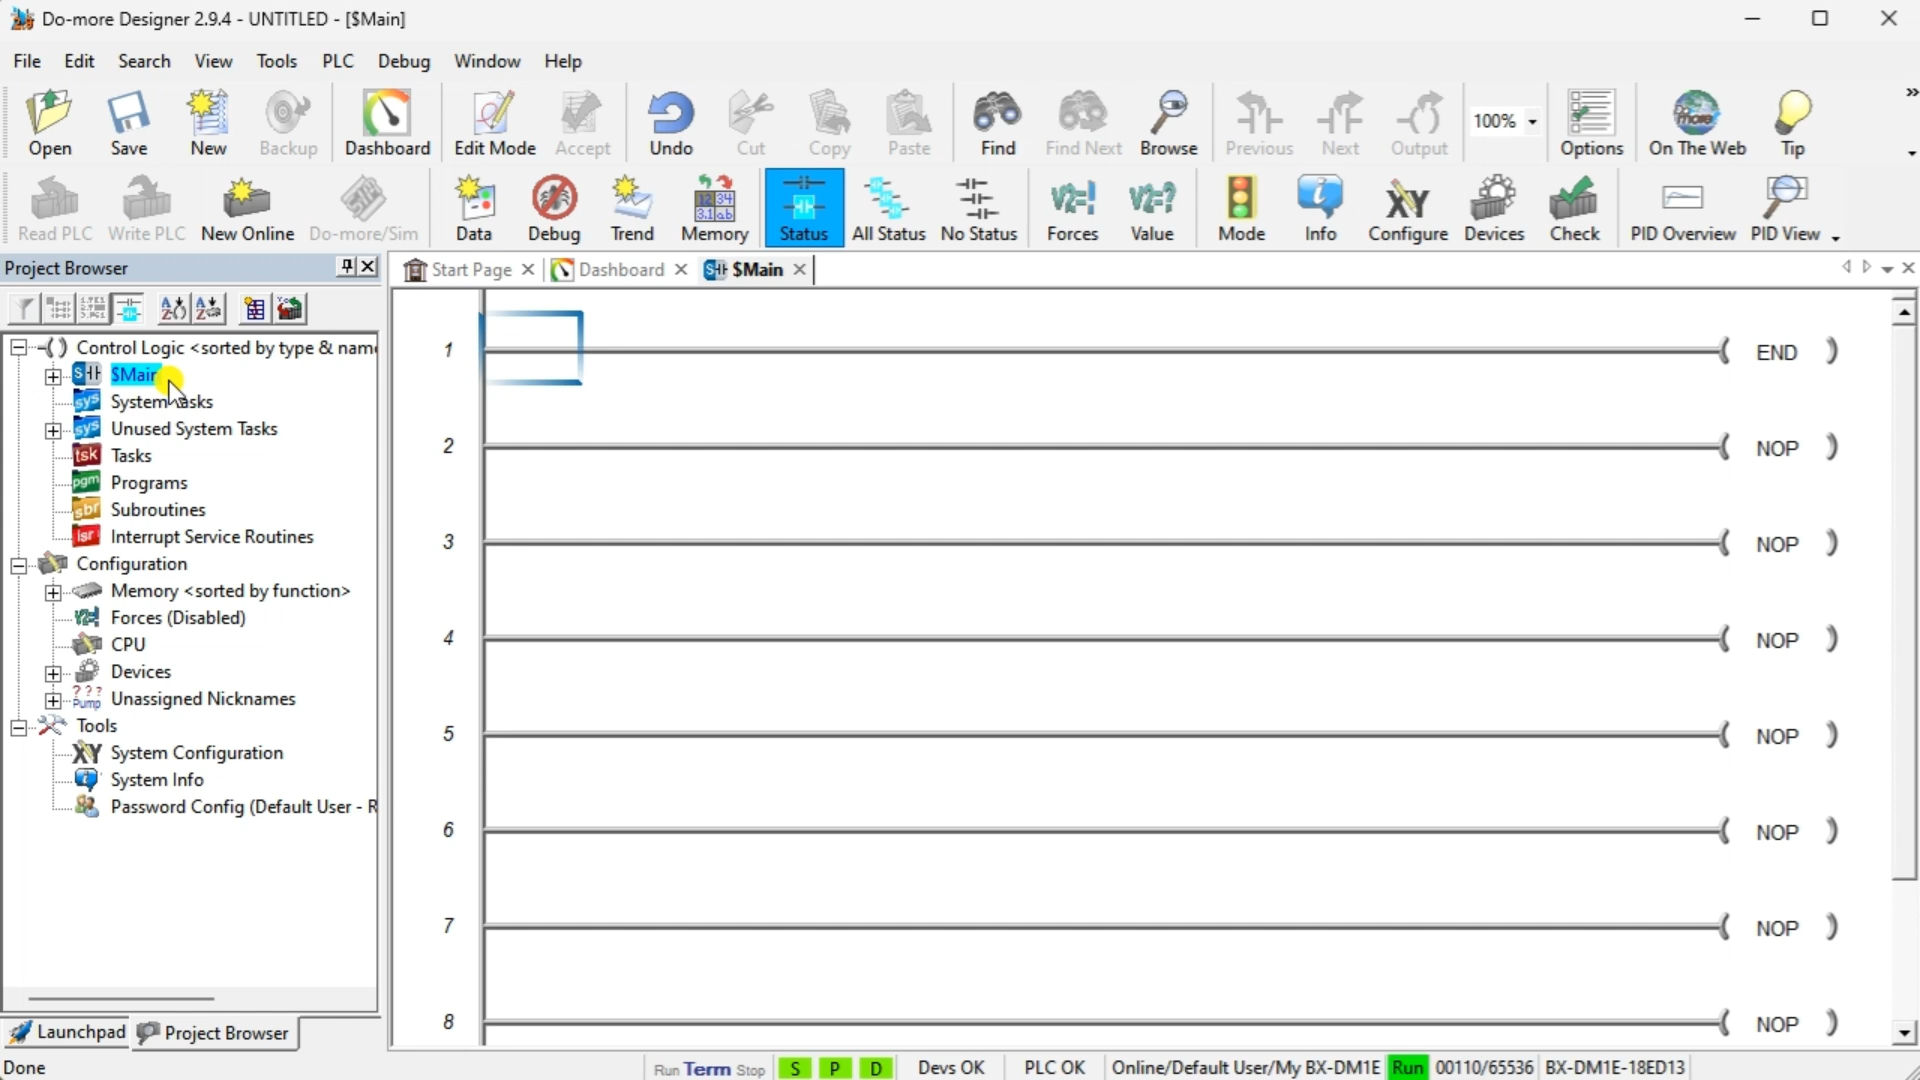 Do-more Designer 2.9.4 - UNTITLED - [$Main]
File Edit Search View Tools PLC Debug Window Help
Open Save New Backup Dashboard Edit Mode Accept Undo Cut Copy Paste Find Find Next Browse Previous Next Output 100% Options On The Web Tip
Read PLC Write PLC New Online Do-more/Sim Data Debug Trend Memory Status All Status No Status Forces Value Mode Info Configure Devices Check PID Overview PID View
Project Browser
Start Page Dashboard $Main
Control Logic <sorted by type & name
$Main
System Tasks
Unused System Tasks
Tasks
Programs
Subroutines
Interrupt Service Routines
Configuration
Memory <sorted by function>
Forces (Disabled)
CPU
Devices
Unassigned Nicknames
Tools
System Configuration
System Info
Password Config (Default User - R
Launchpad Project Browser
1 END
2 NOP
3 NOP
4 NOP
5 NOP
6 NOP
7 NOP
8 NOP
Done Run Term Stop S P D Devs OK PLC OK Online/Default User/My BX-DM1E Run 00110/65536 BX-DM1E-18ED13